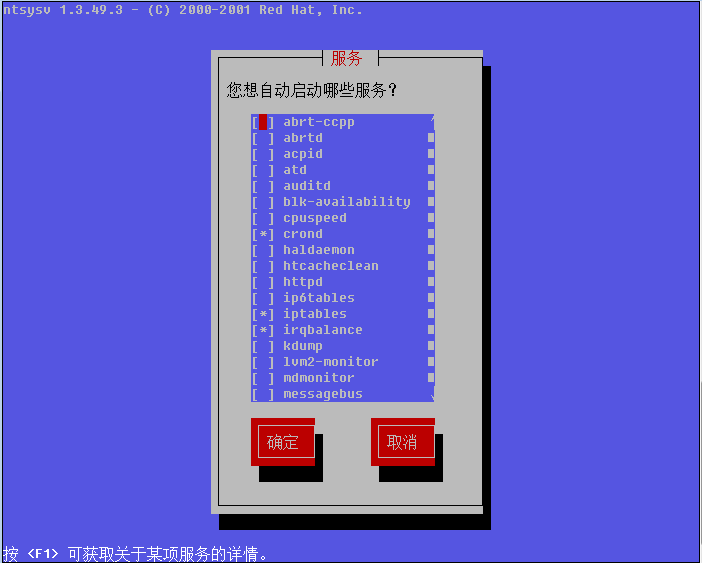 ntsysv 1.3.49.3 - (C) 2000-2001 Red Hat, Inc.
服务
您想自动启动哪些服务?
[ ] abrt-ccpp
[ ] abrtd
[ ] acpid
[ ] atd
[ ] auditd
[ ] blk-availability
[ ] cpuspeed
[*] crond
[ ] haldaemon
[ ] htcacheclean
[ ] httpd
[ ] ip6tables
[*] iptables
[*] irqbalance
[ ] kdump
[ ] lvm2-monitor
[ ] mdmonitor
[ ] messagebus
确定 取消
按 <F1> 可获取关于某项服务的详情。